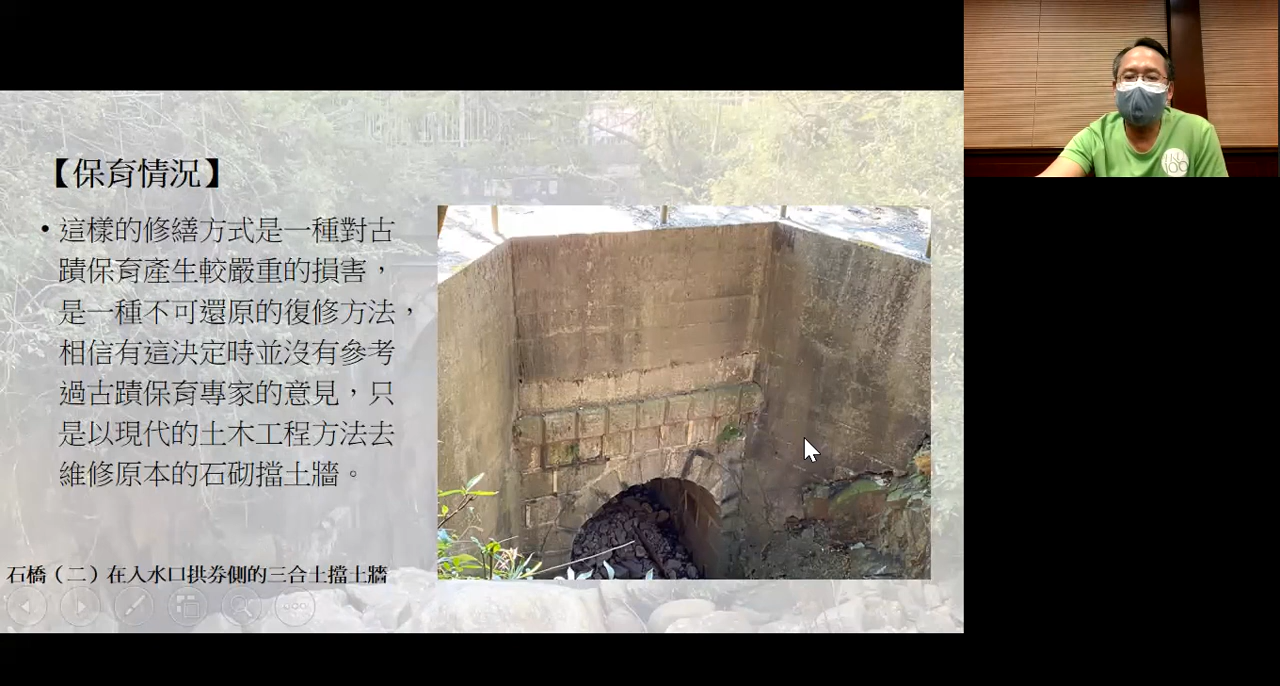 【保育情況】
• 這樣的修繕方式是一種對古
蹟保育產生較嚴重的損害，
是一種不可還原的復修方法，
相信有這決定時並沒有參考
過古蹟保育專家的意見，只
是以現代的土木工程方法去
維修原本的石砌擋土牆。
石橋（二）在入水口拱券側的三合土擋土牆